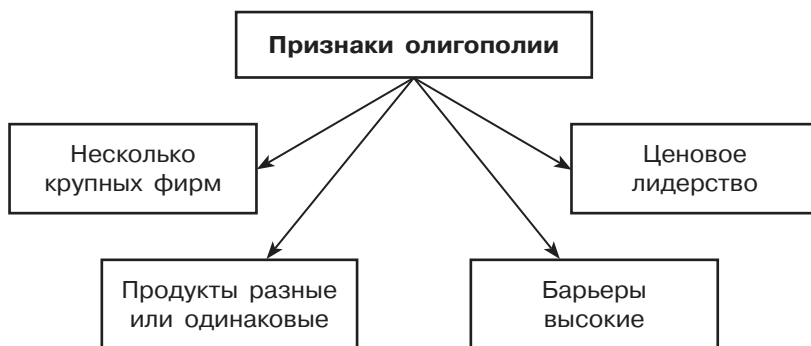 Признаки олигополии
Несколько
крупных фирм
Ценовое
лидерство
Продукты разные
или одинаковые
Барьеры
высокие